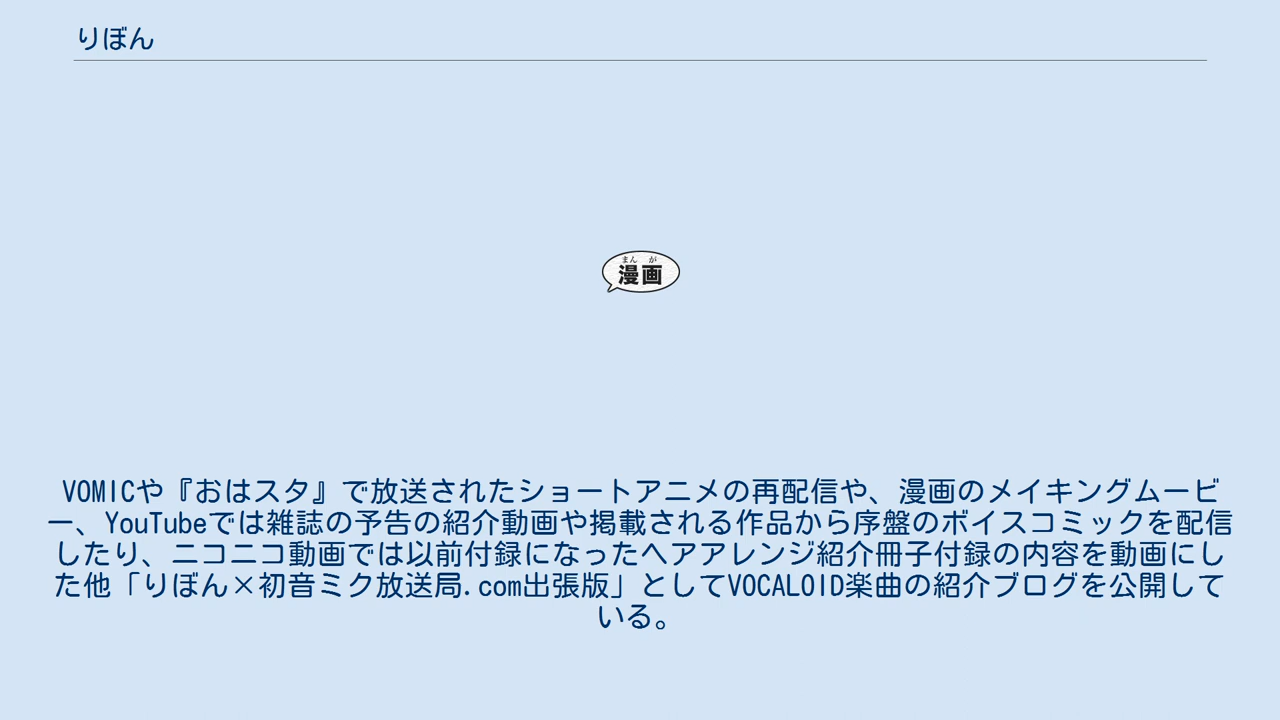 りぼん
まんが
漫画
VOMICや『おはスタ』で放送されたショートアニメの再配信や、漫画のメイキングムービ
ー、YouTubeでは雑誌の予告の紹介動画や掲載される作品から序盤のボイスコミックを配信
したり、ニコニコ動画では以前付録になったヘアアレンジ紹介冊子付録の内容を動画にし
た他「りぼん×初音ミク放送局.com出張版」としてVOCALOID楽曲の紹介ブログを公開して
いる。